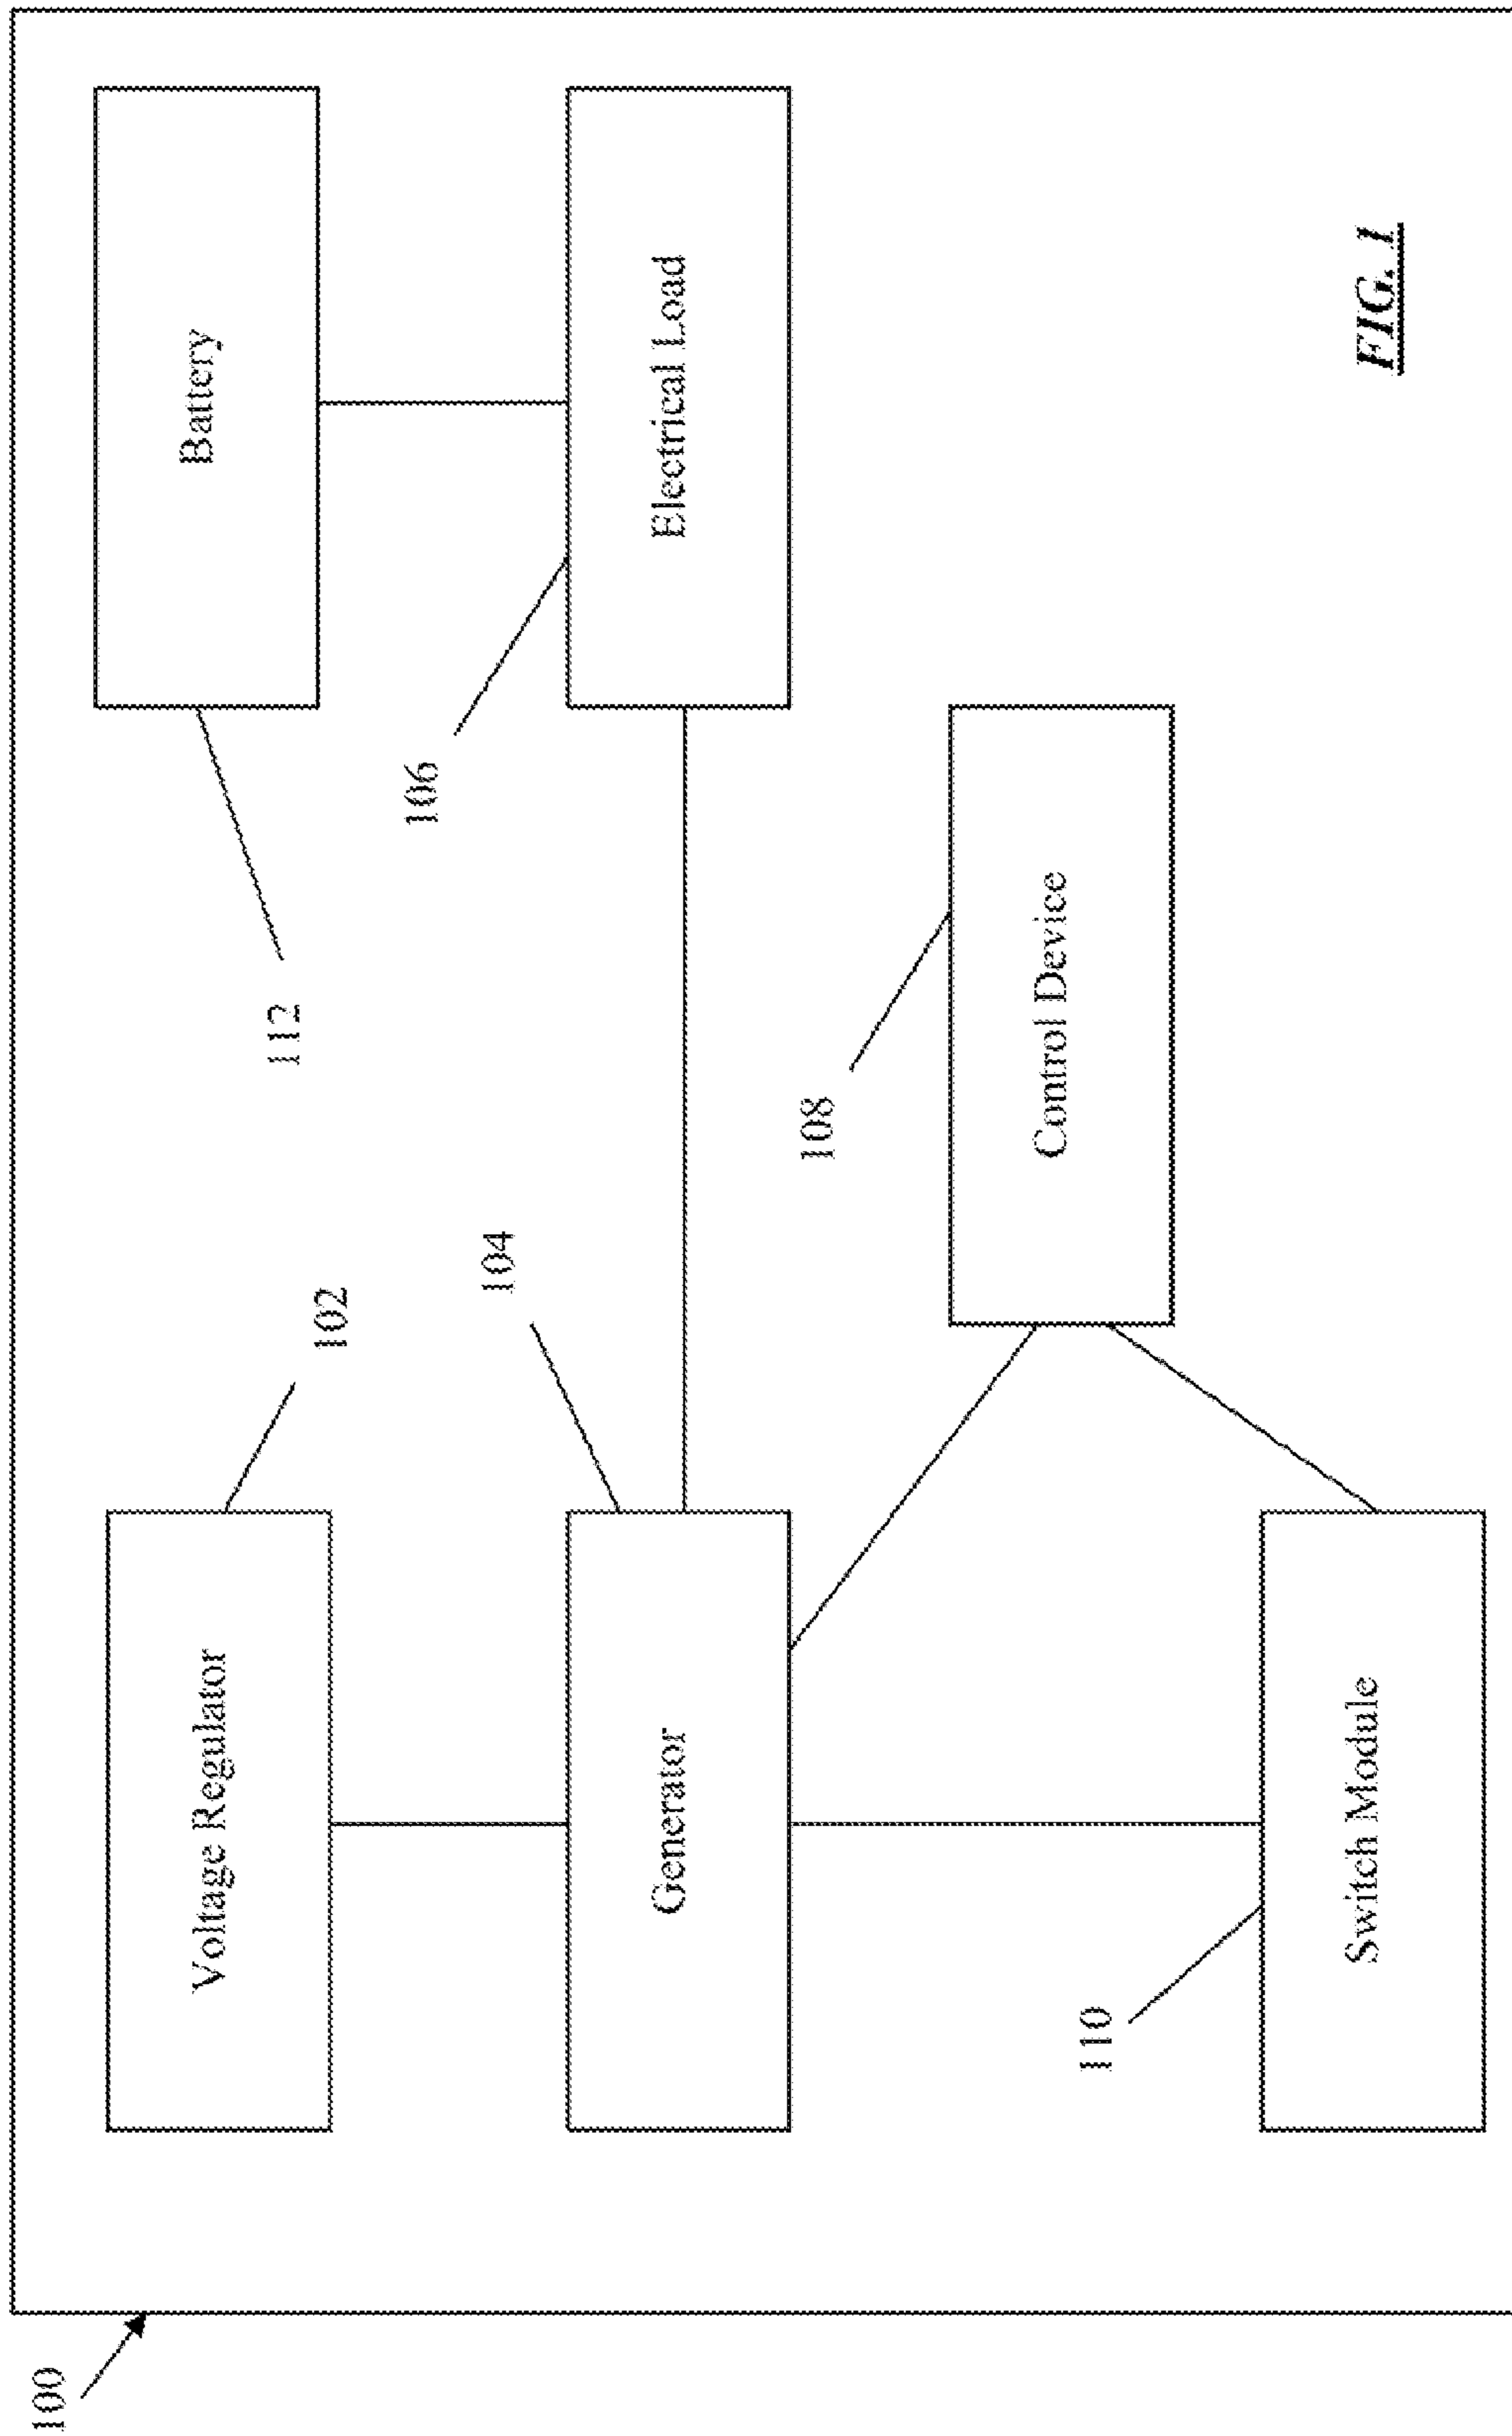 100
Voltage Regulator
102
Battery
112
104
106
Generator
Electrical Load
108
Control Device
110
Switch Module
FIG. 1